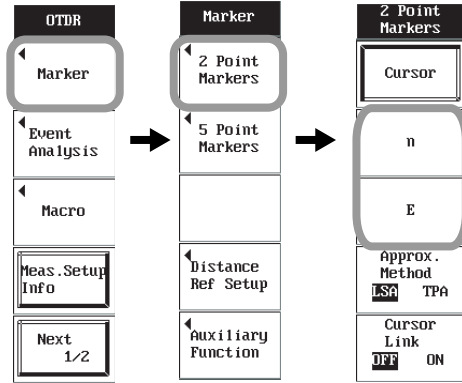 OTDR
Marker
Event
Analysis
Macro
Meas.Setup
Info
Next
1/2
Marker
2 Point
Markers
5 Point
Markers
Distance
Ref Setup
Auxiliary
Function
2 Point
Markers
Cursor
n
E
Approx.
Method
LSA TPA
Cursor
Link
OFF ON